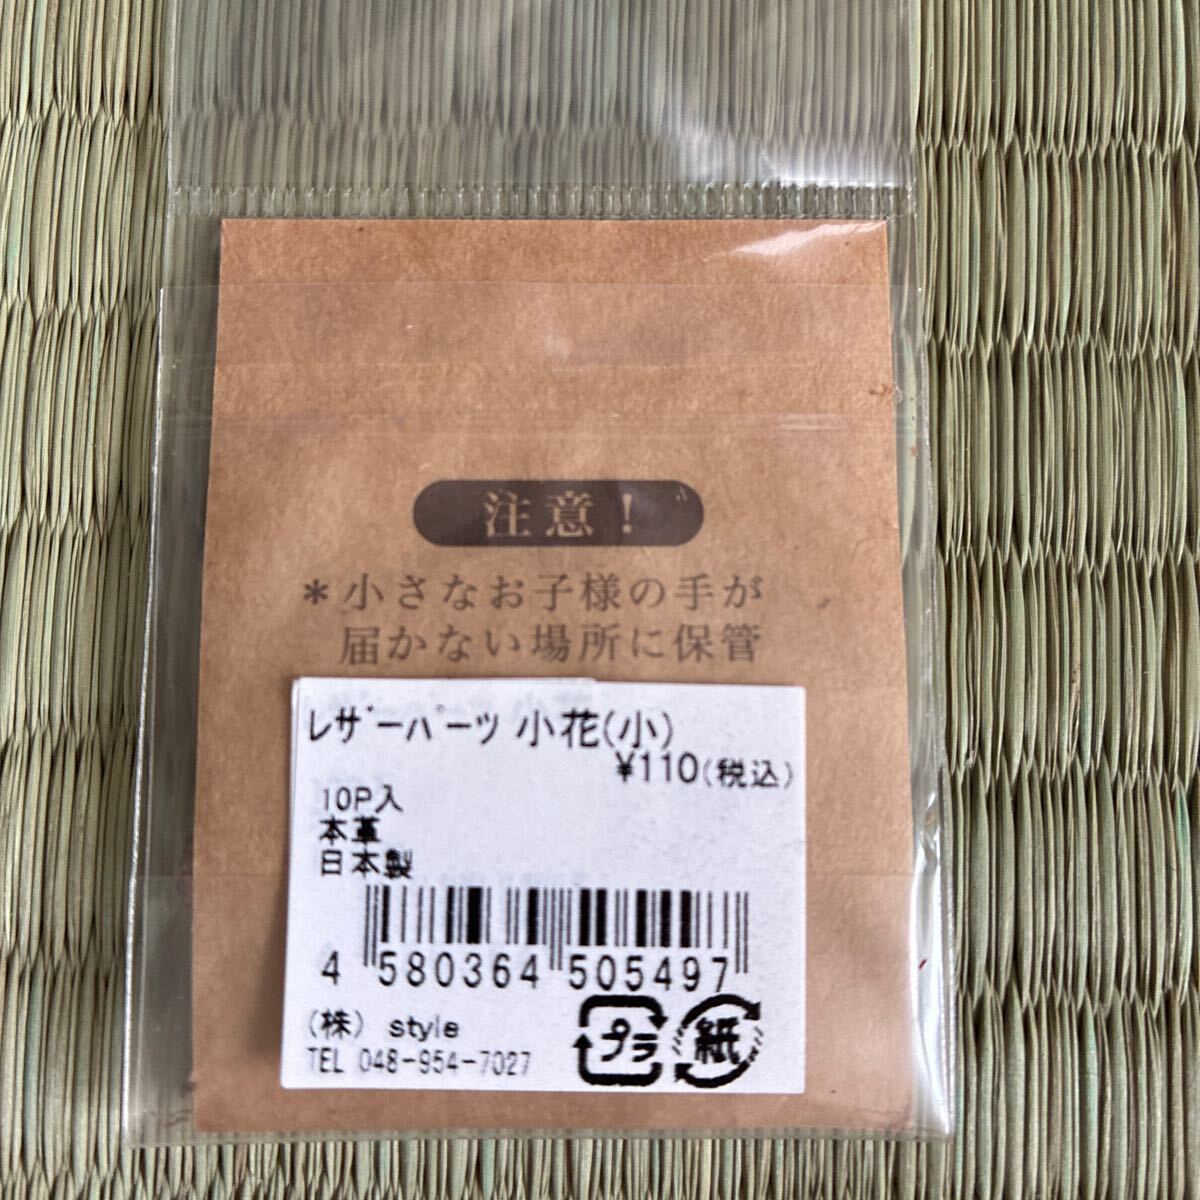 注意！
＊小さなお子様の手が
届かない場所に保管
ﾚｻﾞｰﾊﾟｰﾂ 小花(小)
¥110(税込)
10P入
本革
日本製
4 580364 505497
(株) style
TEL 048-954-7027
プラ 紙